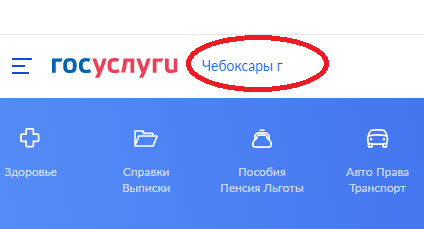 госуслуги Чебоксары г
Здоровье Справки Пособия Авто Права
Выписки Пенсия Льготы Транспорт